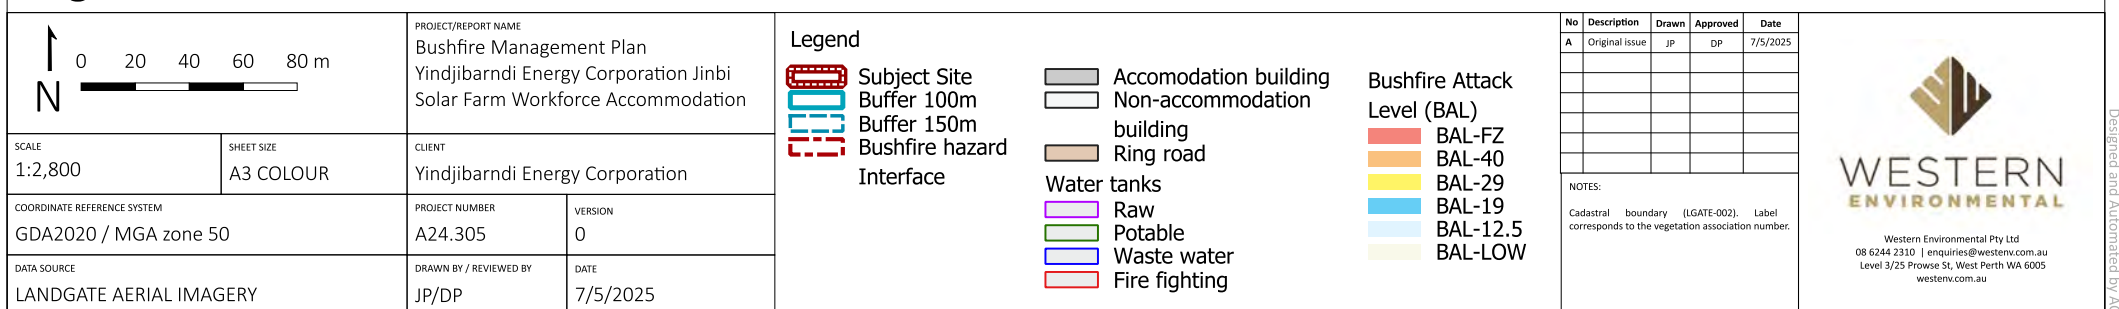 0 20 40 60 80 m
N
SCALE
1:2,800
SHEET SIZE
A3 COLOUR
COORDINATE REFERENCE SYSTEM
GDA2020 / MGA zone 50
DATA SOURCE
LANDGATE AERIAL IMAGERY
PROJECT/REPORT NAME
Bushfire Management Plan
Yindjibarndi Energy Corporation Jinbi
Solar Farm Workforce Accommodation
CLIENT
Yindjibarndi Energy Corporation
PROJECT NUMBER
A24.305
VERSION
0
DRAWN BY / REVIEWED BY
JP/DP
DATE
7/5/2025
Legend
Subject Site
Buffer 100m
Buffer 150m
Bushfire hazard
Interface
Accomodation building
Non-accommodation
building
Ring road
Water tanks
Raw
Potable
Waste water
Fire fighting
Bushfire Attack
Level (BAL)
BAL-FZ
BAL-40
BAL-29
BAL-19
BAL-12.5
BAL-LOW
No Description Drawn Approved Date
A Original issue JP DP 7/5/2025
NOTES:
Cadastral boundary (LGATE-002). Label
corresponds to the vegetation association number.
WESTERN
ENVIRONMENTAL
Western Environmental Pty Ltd
08 6244 2310 | enquiries@westenv.com.au
Level 3/25 Prowse St, West Perth WA 6005
westenv.com.au
Designed and Automated by